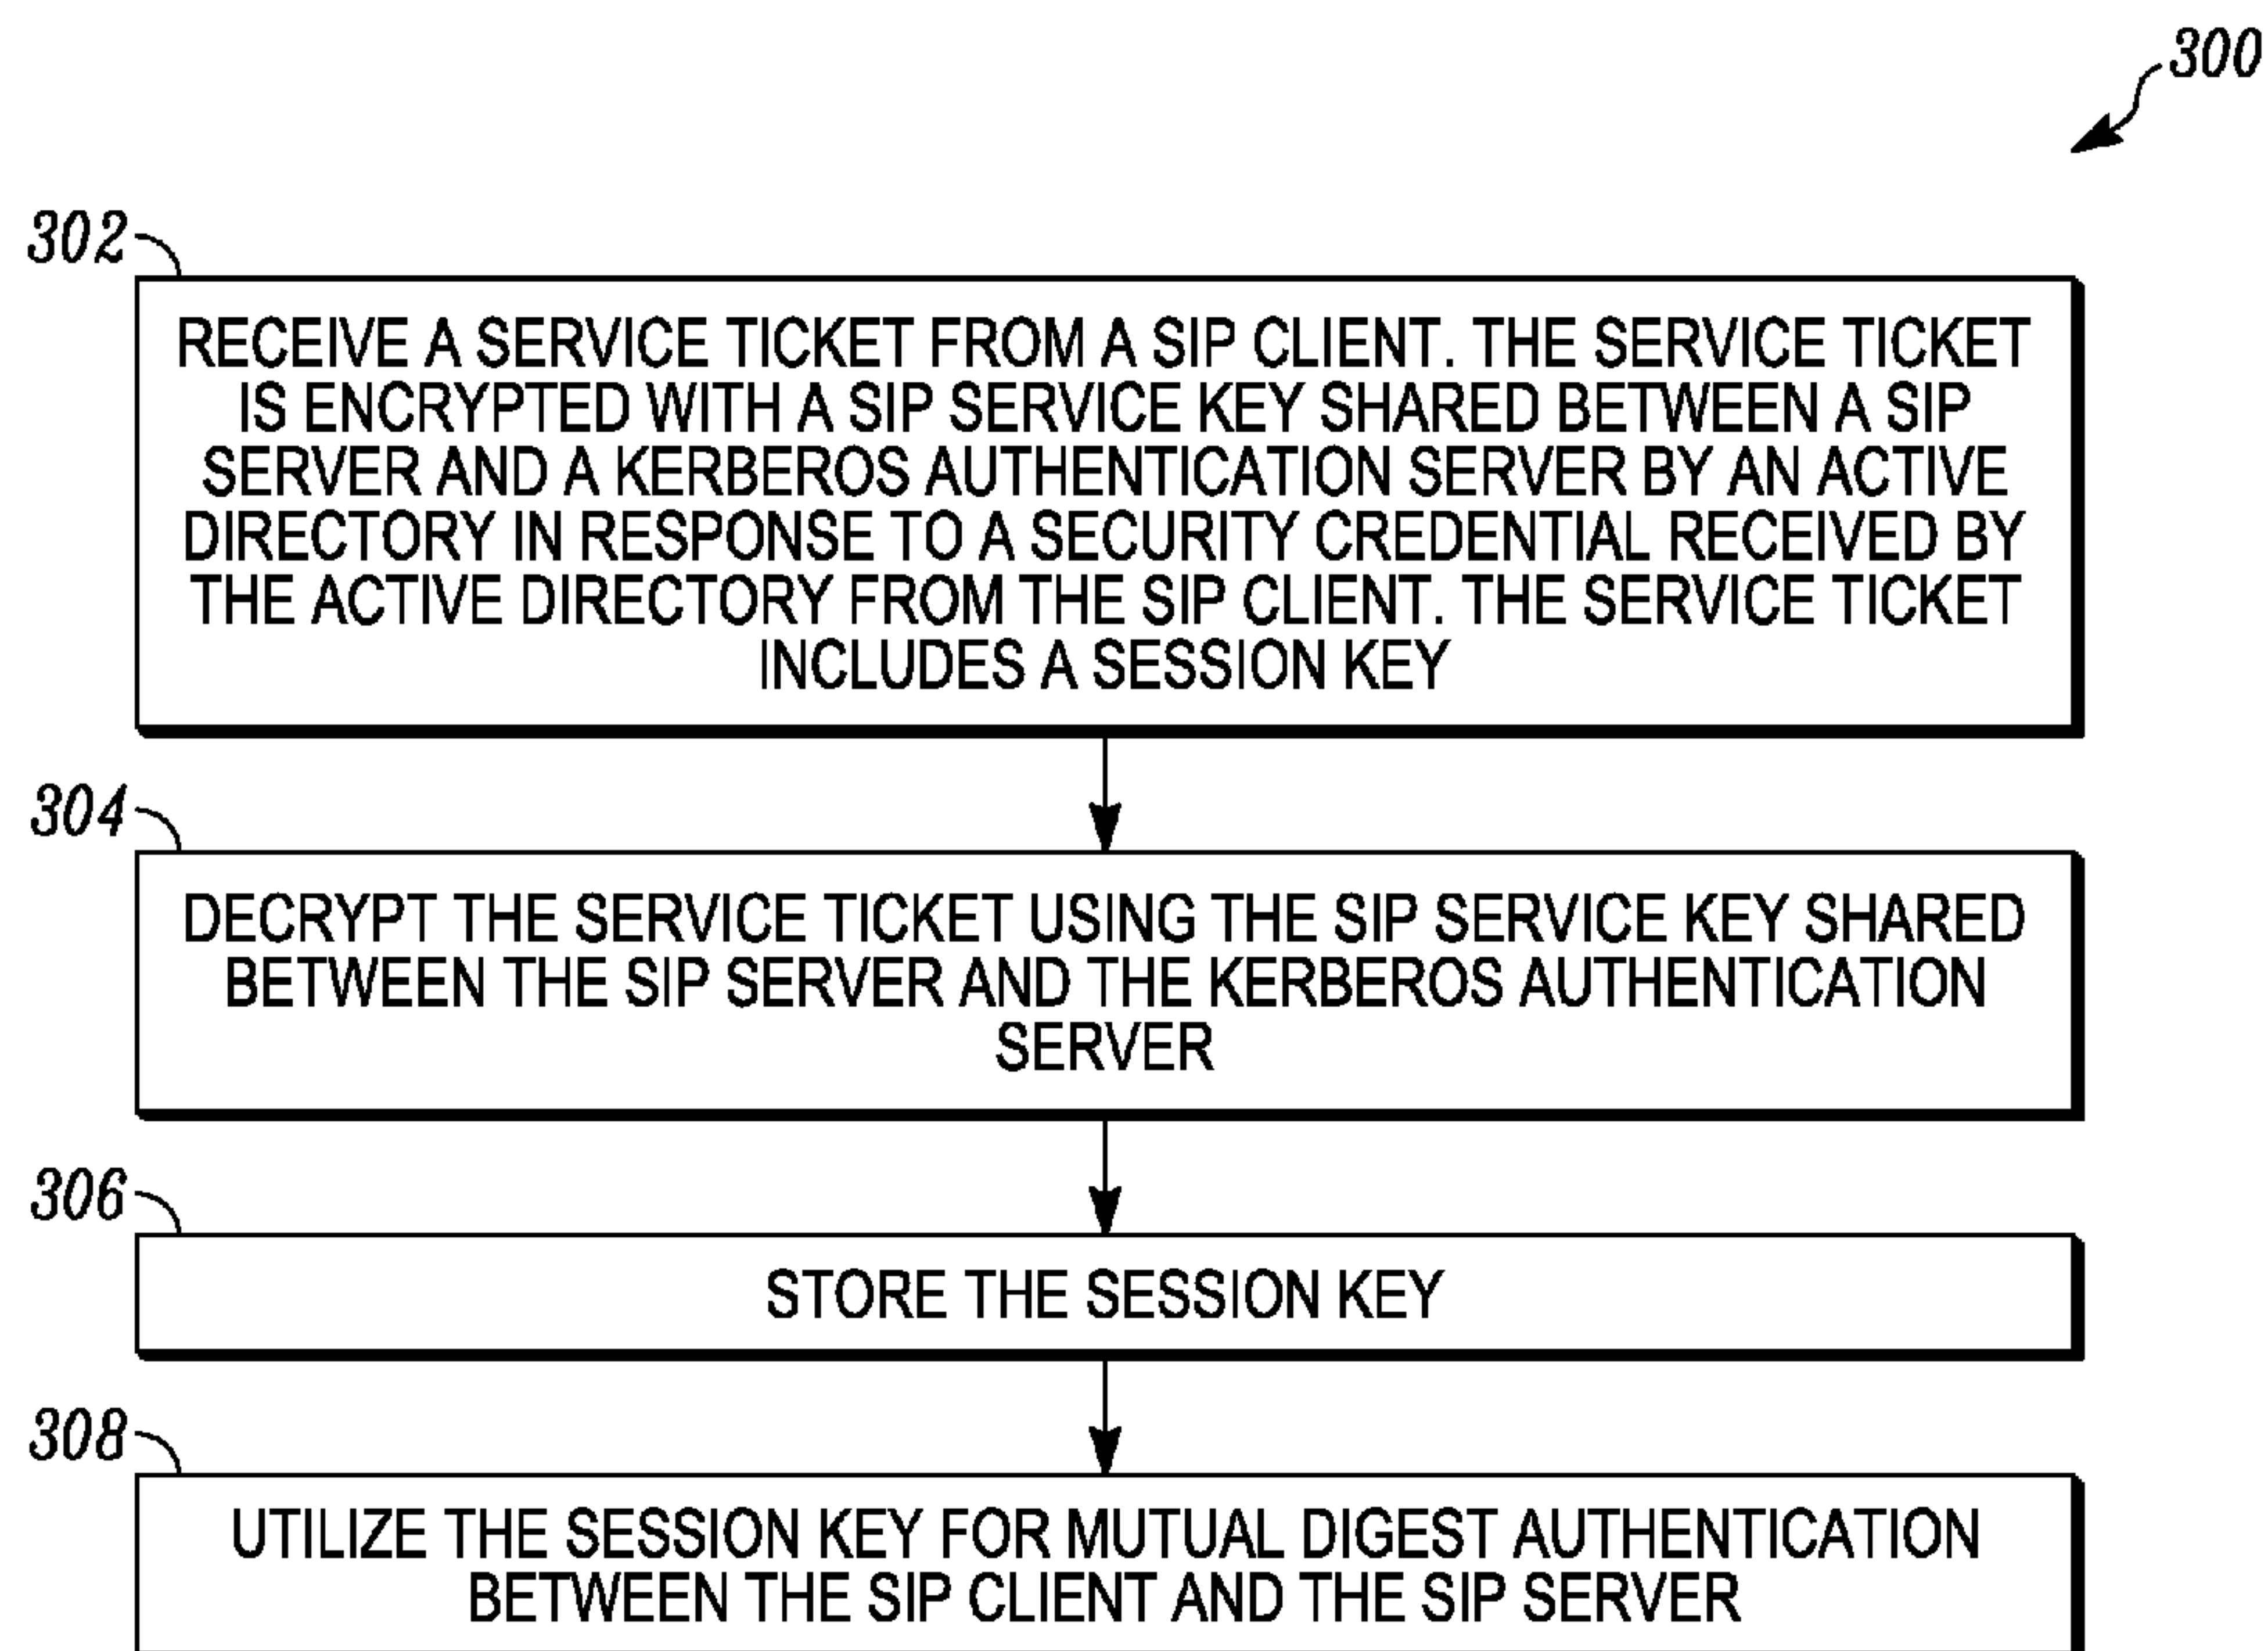 300
302
RECEIVE A SERVICE TICKET FROM A SIP CLIENT. THE SERVICE TICKET
IS ENCRYPTED WITH A SIP SERVICE KEY SHARED BETWEEN A SIP
SERVER AND A KERBEROS AUTHENTICATION SERVER BY AN ACTIVE
DIRECTORY IN RESPONSE TO A SECURITY CREDENTIAL RECEIVED BY
THE ACTIVE DIRECTORY FROM THE SIP CLIENT. THE SERVICE TICKET
INCLUDES A SESSION KEY
304
DECRYPT THE SERVICE TICKET USING THE SIP SERVICE KEY SHARED
BETWEEN THE SIP SERVER AND THE KERBEROS AUTHENTICATION
SERVER
306
STORE THE SESSION KEY
308
UTILIZE THE SESSION KEY FOR MUTUAL DIGEST AUTHENTICATION
BETWEEN THE SIP CLIENT AND THE SIP SERVER